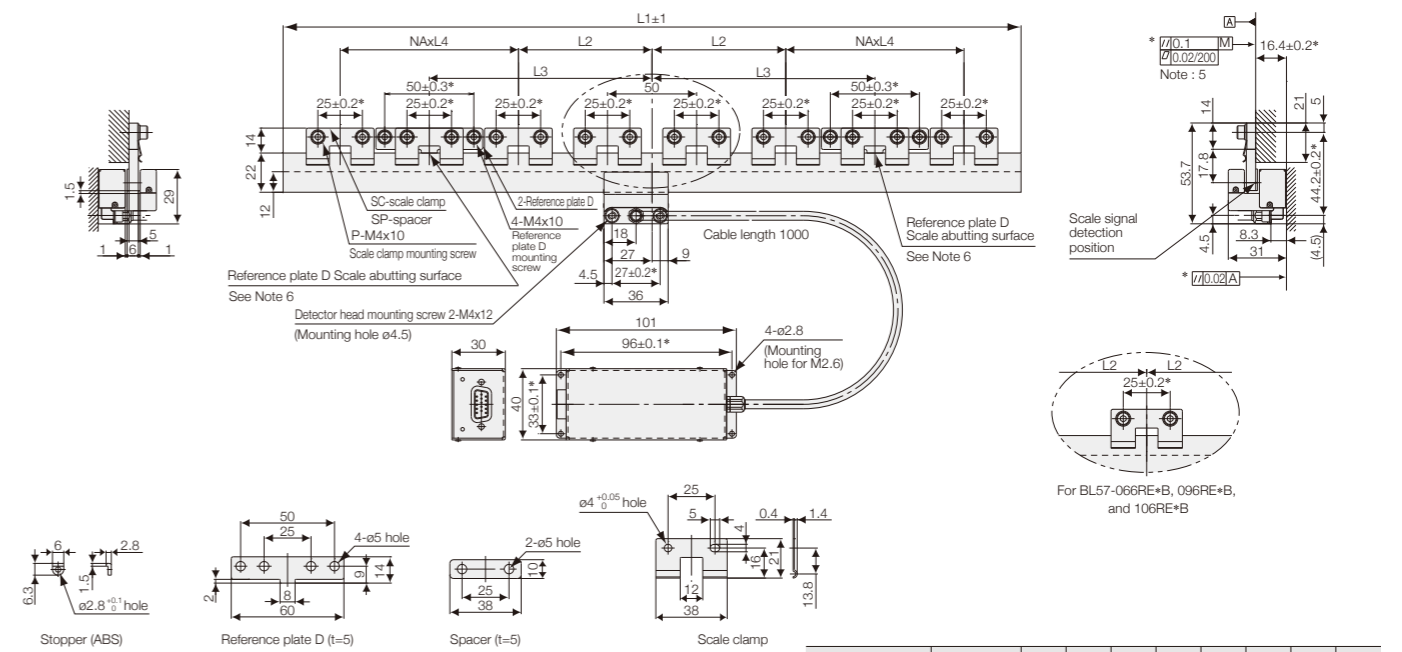 L1±1
NAxL4
L2
L2
NAxL4
L3
L3
50±0.3*
50
50±0.3*
25±0.2*
25±0.2*
25±0.2*
25±0.2*
25±0.2*
25±0.2*
25±0.2*
25±0.2*
14
22
12
SC-scale clamp
SP-spacer
P-M4x10
Scale clamp mounting screw
2-Reference plate D
4-M4x10
Reference
plate D
mounting
screw
Reference plate D Scale abutting surface
See Note 6
Detector head mounting screw 2-M4x12
(Mounting hole ø4.5)
18
27
9
4.5
27±0.2*
36
Cable length 1000
Reference plate D
Scale abutting surface
See Note 6
1.5
29
5
1
6
1
A
* // 0.1 M
0.02/200
Note : 5
16.4±0.2*
14
21
5
53.7
17.8
44.2±0.2*
4.5
8.3
(4.5)
31
Scale signal
detection
position
* // 0.02 A
30
101
96±0.1*
40
33±0.1*
4-ø2.8
(Mounting
hole for M2.6)
L2
L2
25±0.2*
For BL57-066RE*B, 096RE*B,
and 106RE*B
6
2.8
6.3
1.5
ø2.8 +0.1 0 hole
Stopper (ABS)
50
25
4-ø5 hole
2
8
9
14
60
Reference plate D (t=5)
2-ø5 hole
10
25
38
Spacer (t=5)
ø4 +0.05 0 hole
25
5
4
16
21
12
38
0.4
1.4
13.8
Scale clamp